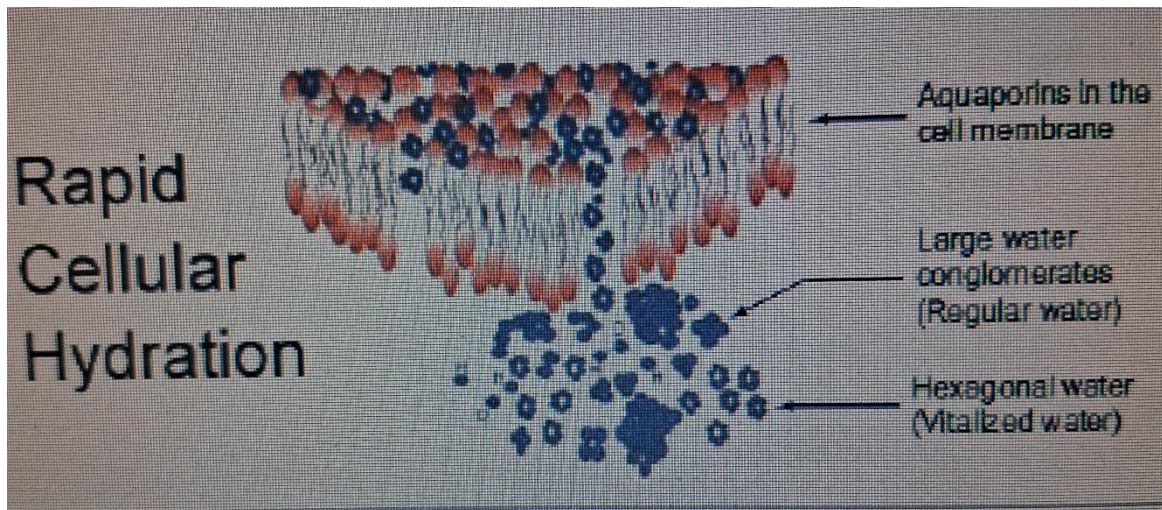 Rapid
Cellular
Hydration
Aquaporins in the
cell membrane
Large water
conglomerates
(Regular water)
Hexagonal water
(Vitalized water)